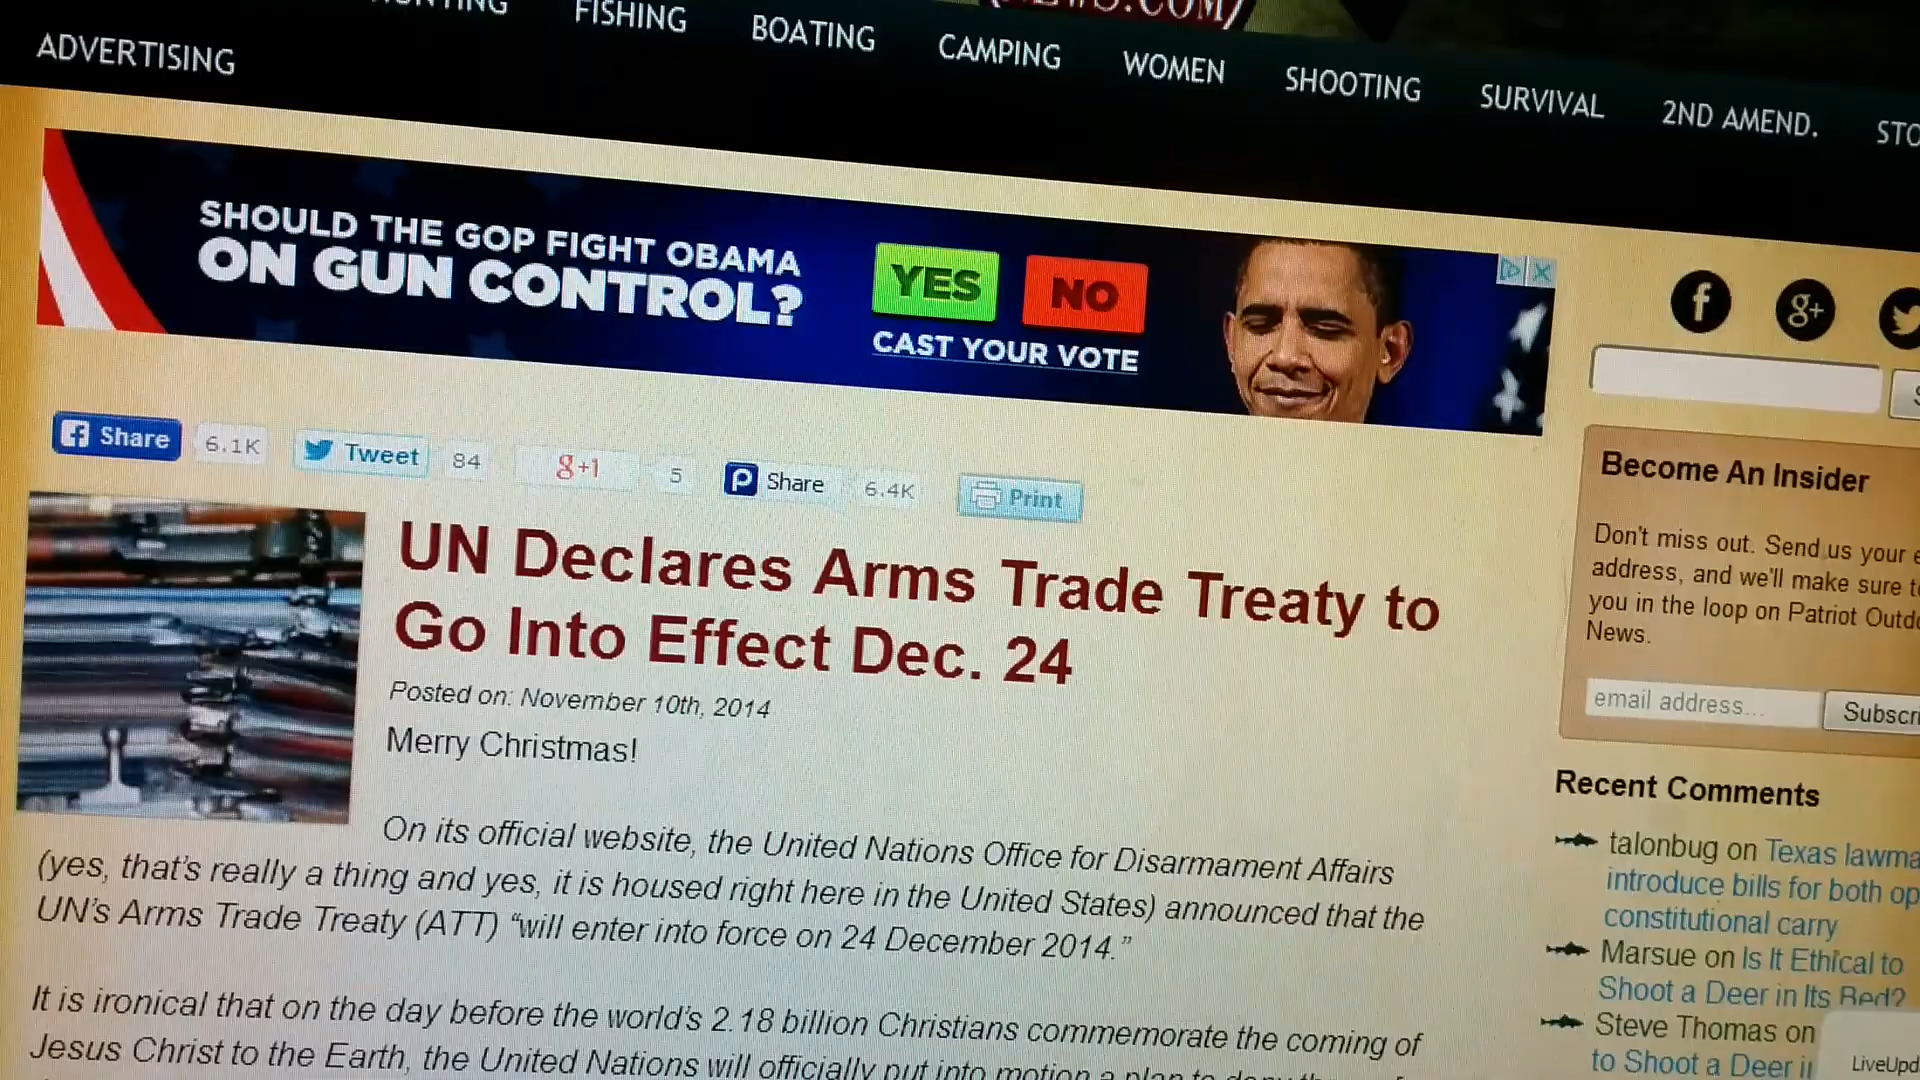 FISHING
BOATING
CAMPING
WOMEN
SHOOTING
SURVIVAL
2ND AMEND.
ADVERTISING
SHOULD THE GOP FIGHT OBAMA
ON GUN CONTROL?
YES
NO
CAST YOUR VOTE
Share 6.1K
Tweet 84
g+1 5
Share 6.4K
Print
UN Declares Arms Trade Treaty to
Go Into Effect Dec. 24
Posted on: November 10th, 2014
Merry Christmas!
On its official website, the United Nations Office for Disarmament Affairs
(yes, that's really a thing and yes, it is housed right here in the United States) announced that the
UN's Arms Trade Treaty (ATT) “will enter into force on 24 December 2014.”
It is ironical that on the day before the world's 2.18 billion Christians commemorate the coming of
Jesus Christ to the Earth, the United Nations will officially put into motion a plan to
Become An Insider
Don't miss out. Send us your
address, and we'll make sure
you in the loop on Patriot
News.
email address...
Recent Comments
talonbug on Texas
introduce bills for both
constitutional carry
Marsue on Is It Ethical to
Shoot a Deer in Its Bed?
Steve Thomas on
to Shoot a Deer